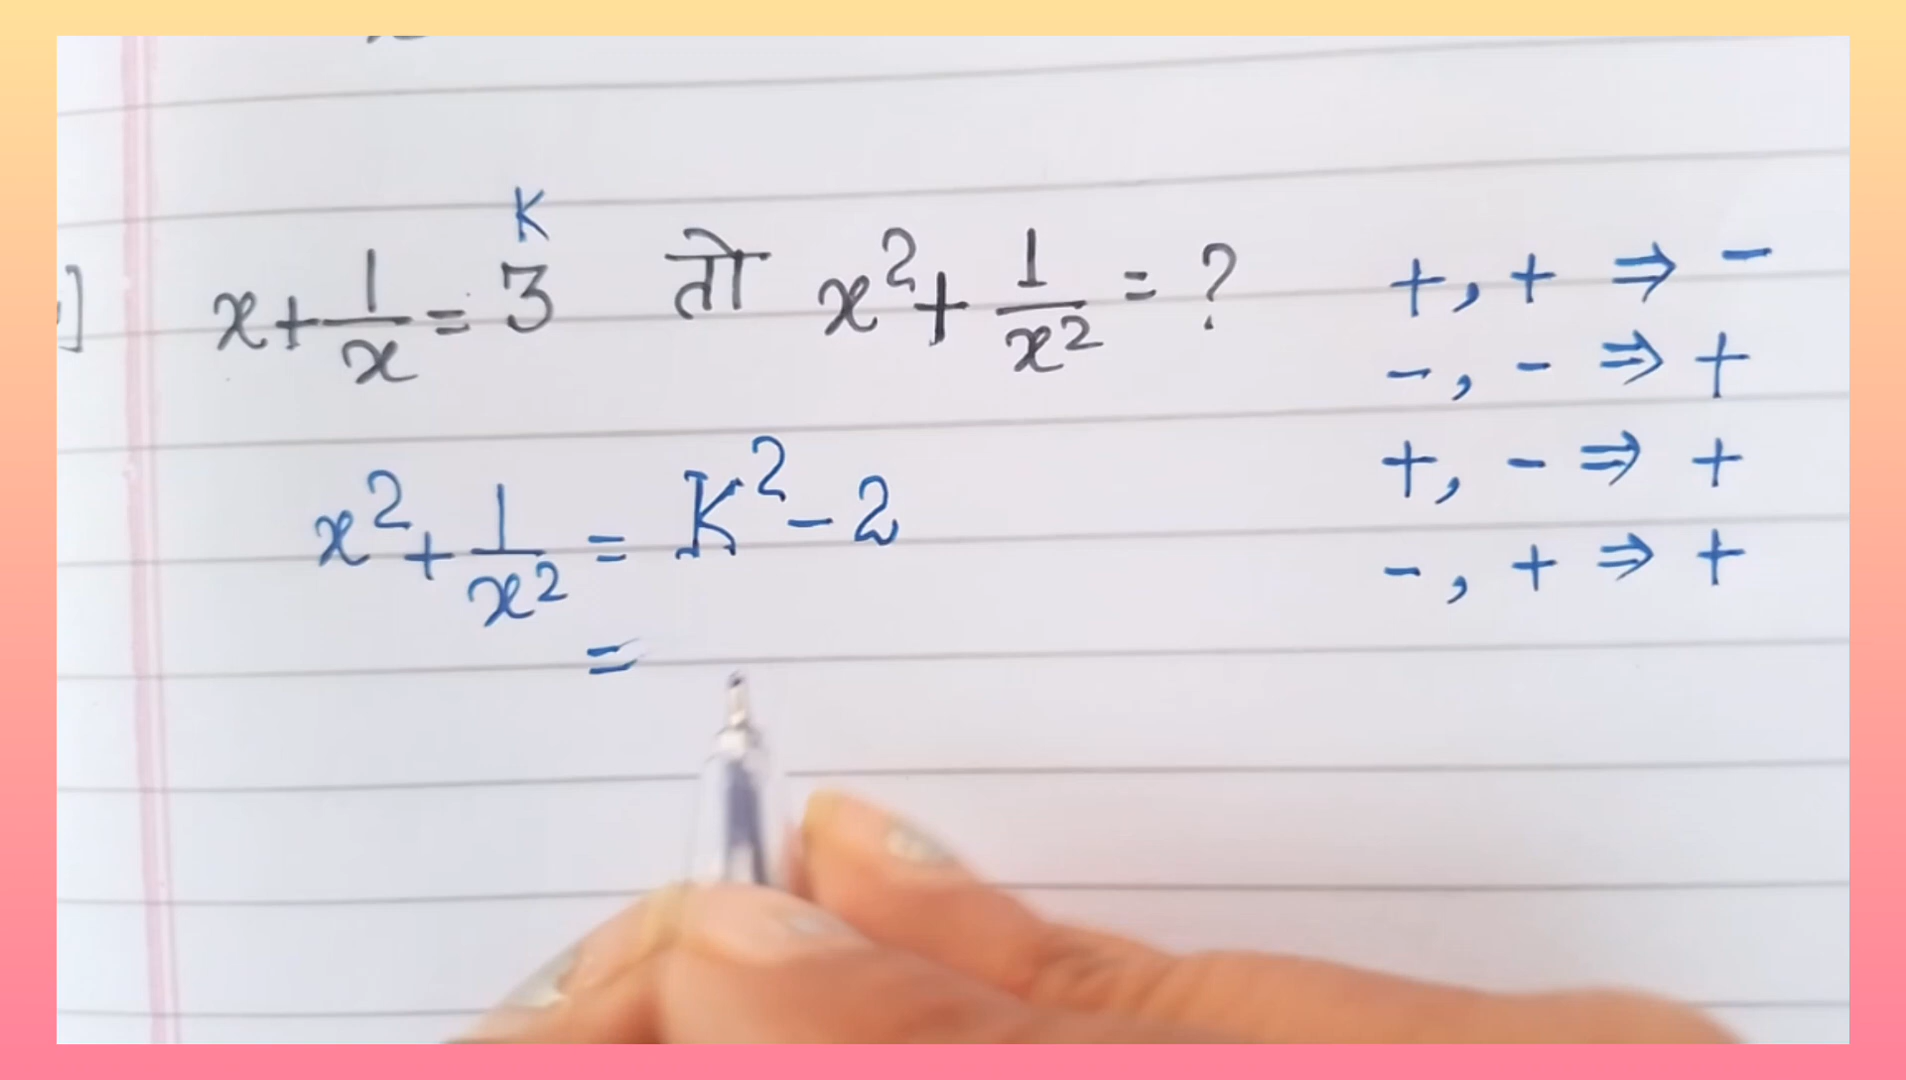 K
x + 1/x = 3 तो x² + 1/x² = ?
x² + 1/x² = K² - 2
=
+, + ⇒ -
-, - ⇒ +
+, - ⇒ +
-, + ⇒ +